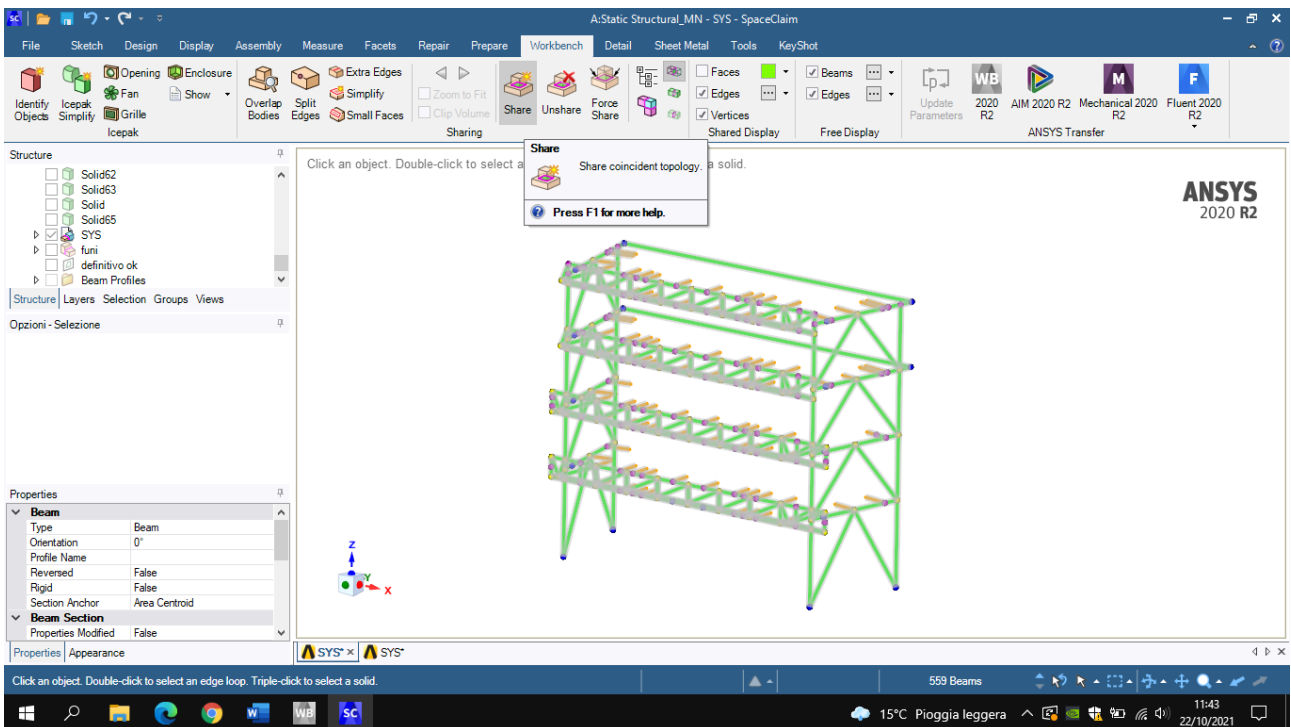 A:Static Structural_MN - SYS - SpaceClaim
File Sketch Design Display Assembly Measure Facets Repair Prepare Workbench Detail Sheet Metal Tools KeyShot
Identify Objects
Icepak Simplify
Opening
Fan
Grille
Enclosure
Show
Icepak
Overlap Bodies
Split Edges
Extra Edges
Simplify
Small Faces
Zoom to Fit
Clip Volume
Share
Unshare
Force Share
Sharing
Faces
Edges
Vertices
Shared Display
Beams
Edges
Free Display
Update Parameters
WB
2020 R2
AIM 2020 R2
M
Mechanical 2020 R2
F
Fluent 2020 R2
ANSYS Transfer
Share
Share coincident topology.
Press F1 for more help.
Structure
Solid62
Solid63
Solid
Solid65
SYS
funi
definitivo ok
Beam Profiles
Structure Layers Selection Groups Views
Opzioni - Selezione
Properties
Beam
Type Beam
Orientation 0°
Profile Name
Reversed False
Rigid False
Section Anchor Area Centroid
Beam Section
Properties Modified False
Properties Appearance
Click an object. Double-click to select a
a solid.
ANSYS
2020 R2
Z
Y
X
SYS* SYS*
Click an object. Double-click to select an edge loop. Triple-click to select a solid.
559 Beams
WB
SC
15°C Pioggia leggera
11:43
22/10/2021